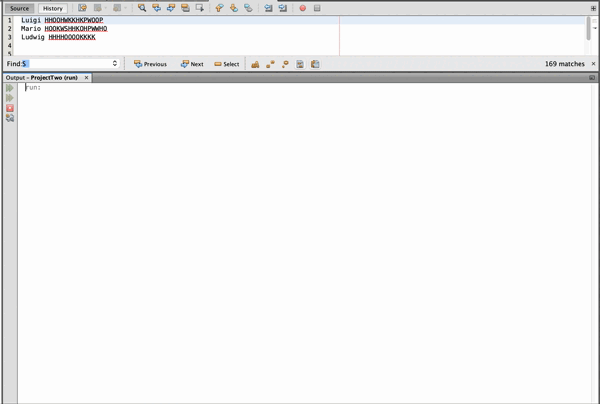 Source History
1 Luigi HHOOHWKKHKPWOOP
2 Mario HOOKWSHHKOHPWWHO
3 Ludwig HHHHOOOOKKKK
4
5
Find: S Previous Next Select 169 matches
Output - ProjectTwo (run)
run: